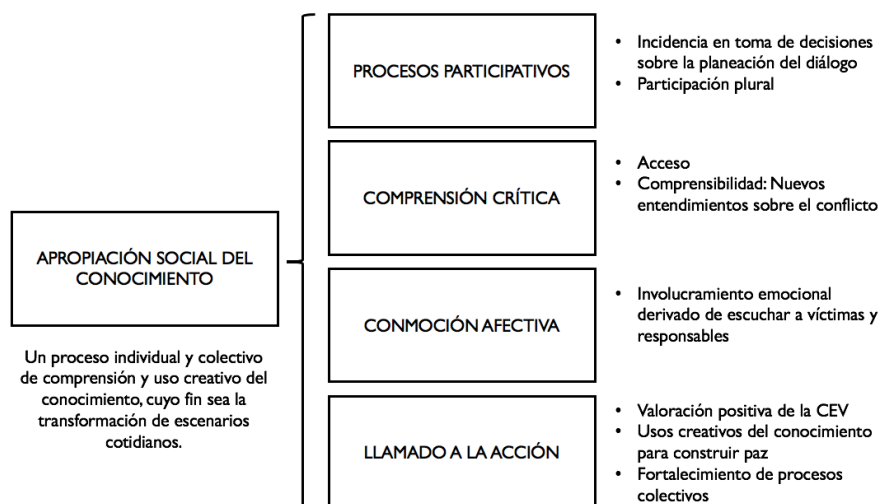 PROCESOS PARTICIPATIVOS
• Incidencia en toma de decisiones
sobre la planeación del diálogo
• Participación plural
COMPRENSIÓN CRÍTICA
• Acceso
• Comprensibilidad: Nuevos
entendimientos sobre el conflicto
APROPIACIÓN SOCIAL DEL
CONOCIMIENTO
Un proceso individual y colectivo
de comprensión y uso creativo del
conocimiento, cuyo fin sea la
transformación de escenarios
cotidianos.
CONMOCIÓN AFECTIVA
• Involucramiento emocional
derivado de escuchar a víctimas y
responsables
LLAMADO A LA ACCIÓN
• Valoración positiva de la CEV
• Usos creativos del conocimiento
para construir paz
• Fortalecimiento de procesos
colectivos